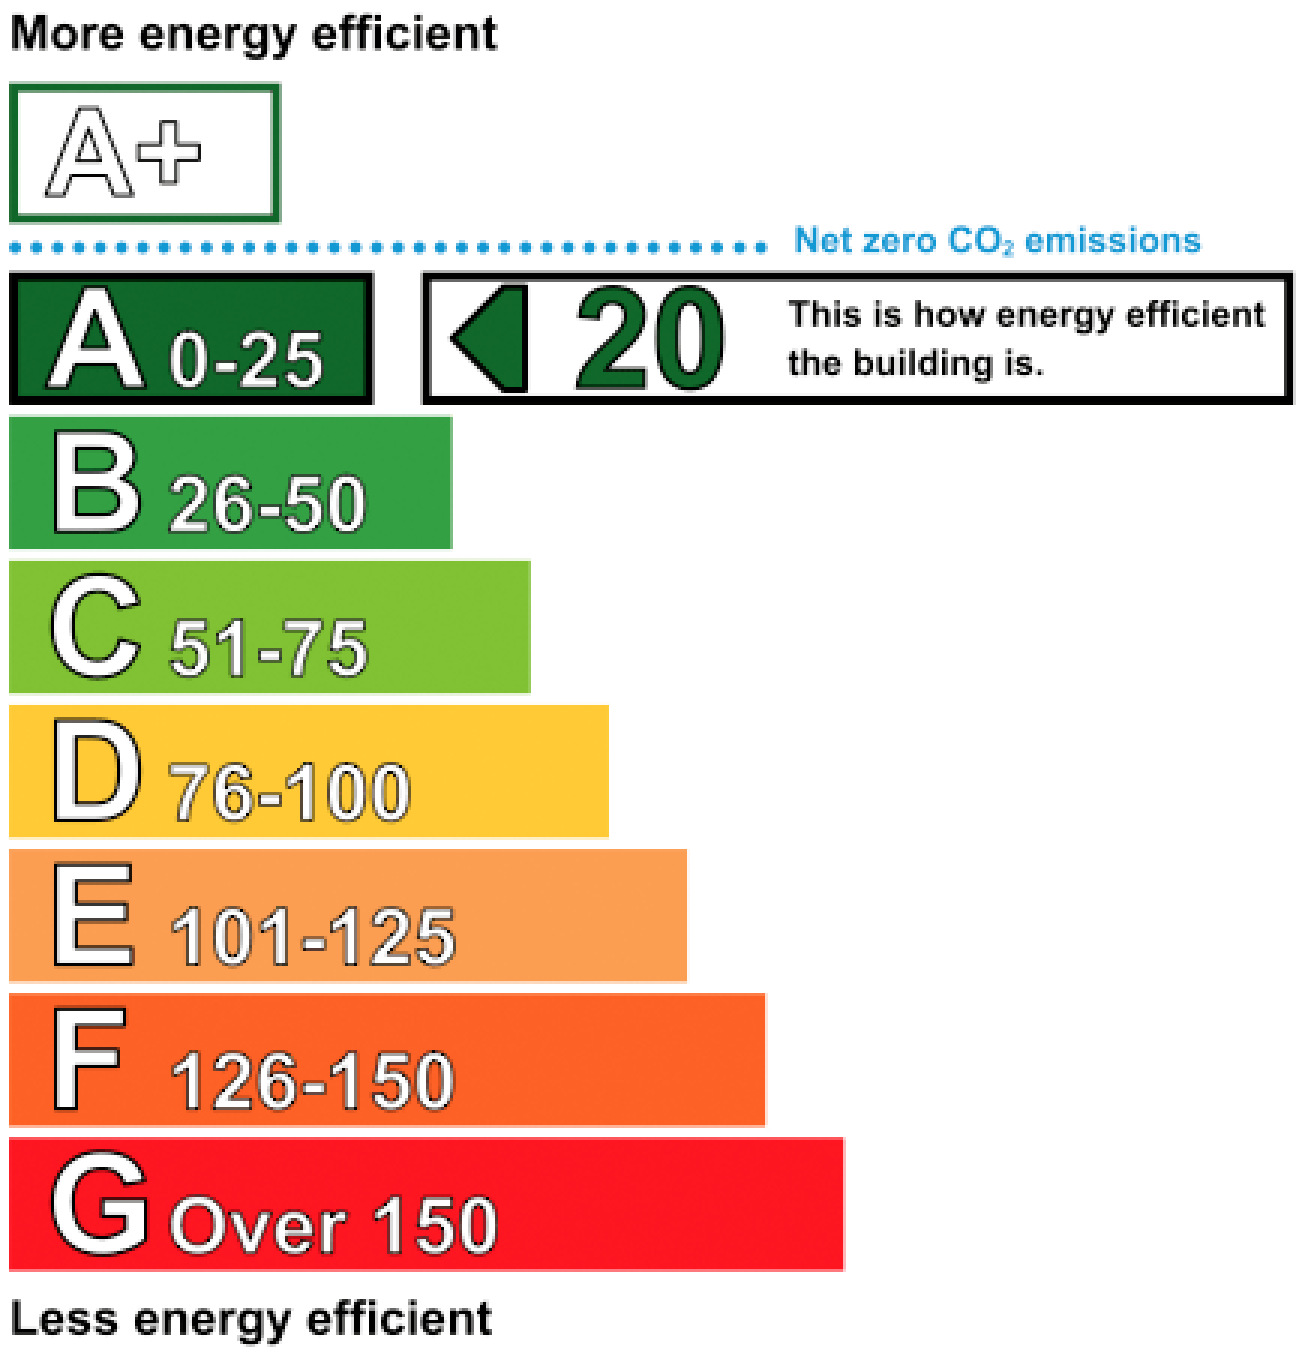 More energy efficient
A+
Net zero CO₂ emissions
A 0-25
20 This is how energy efficient
the building is.
B 26-50
C 51-75
D 76-100
E 101-125
F 126-150
G Over 150
Less energy efficient